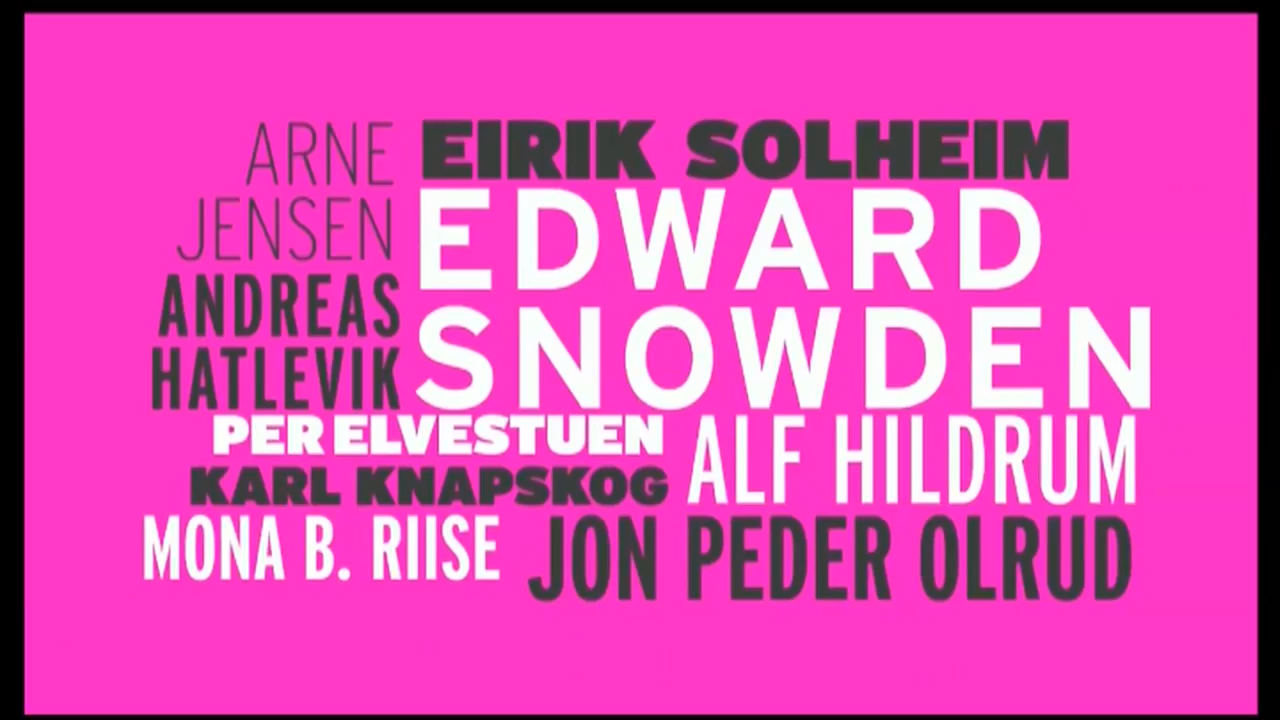 ARNE
JENSEN
EIRIK SOLHEIM
EDWARD
SNOWDEN
ANDREAS
HATLEVIK
PER ELVESTUEN
KARL KNAPSKOG
ALF HILDRUM
MONA B. RIISE
JON PEDER OLRUD